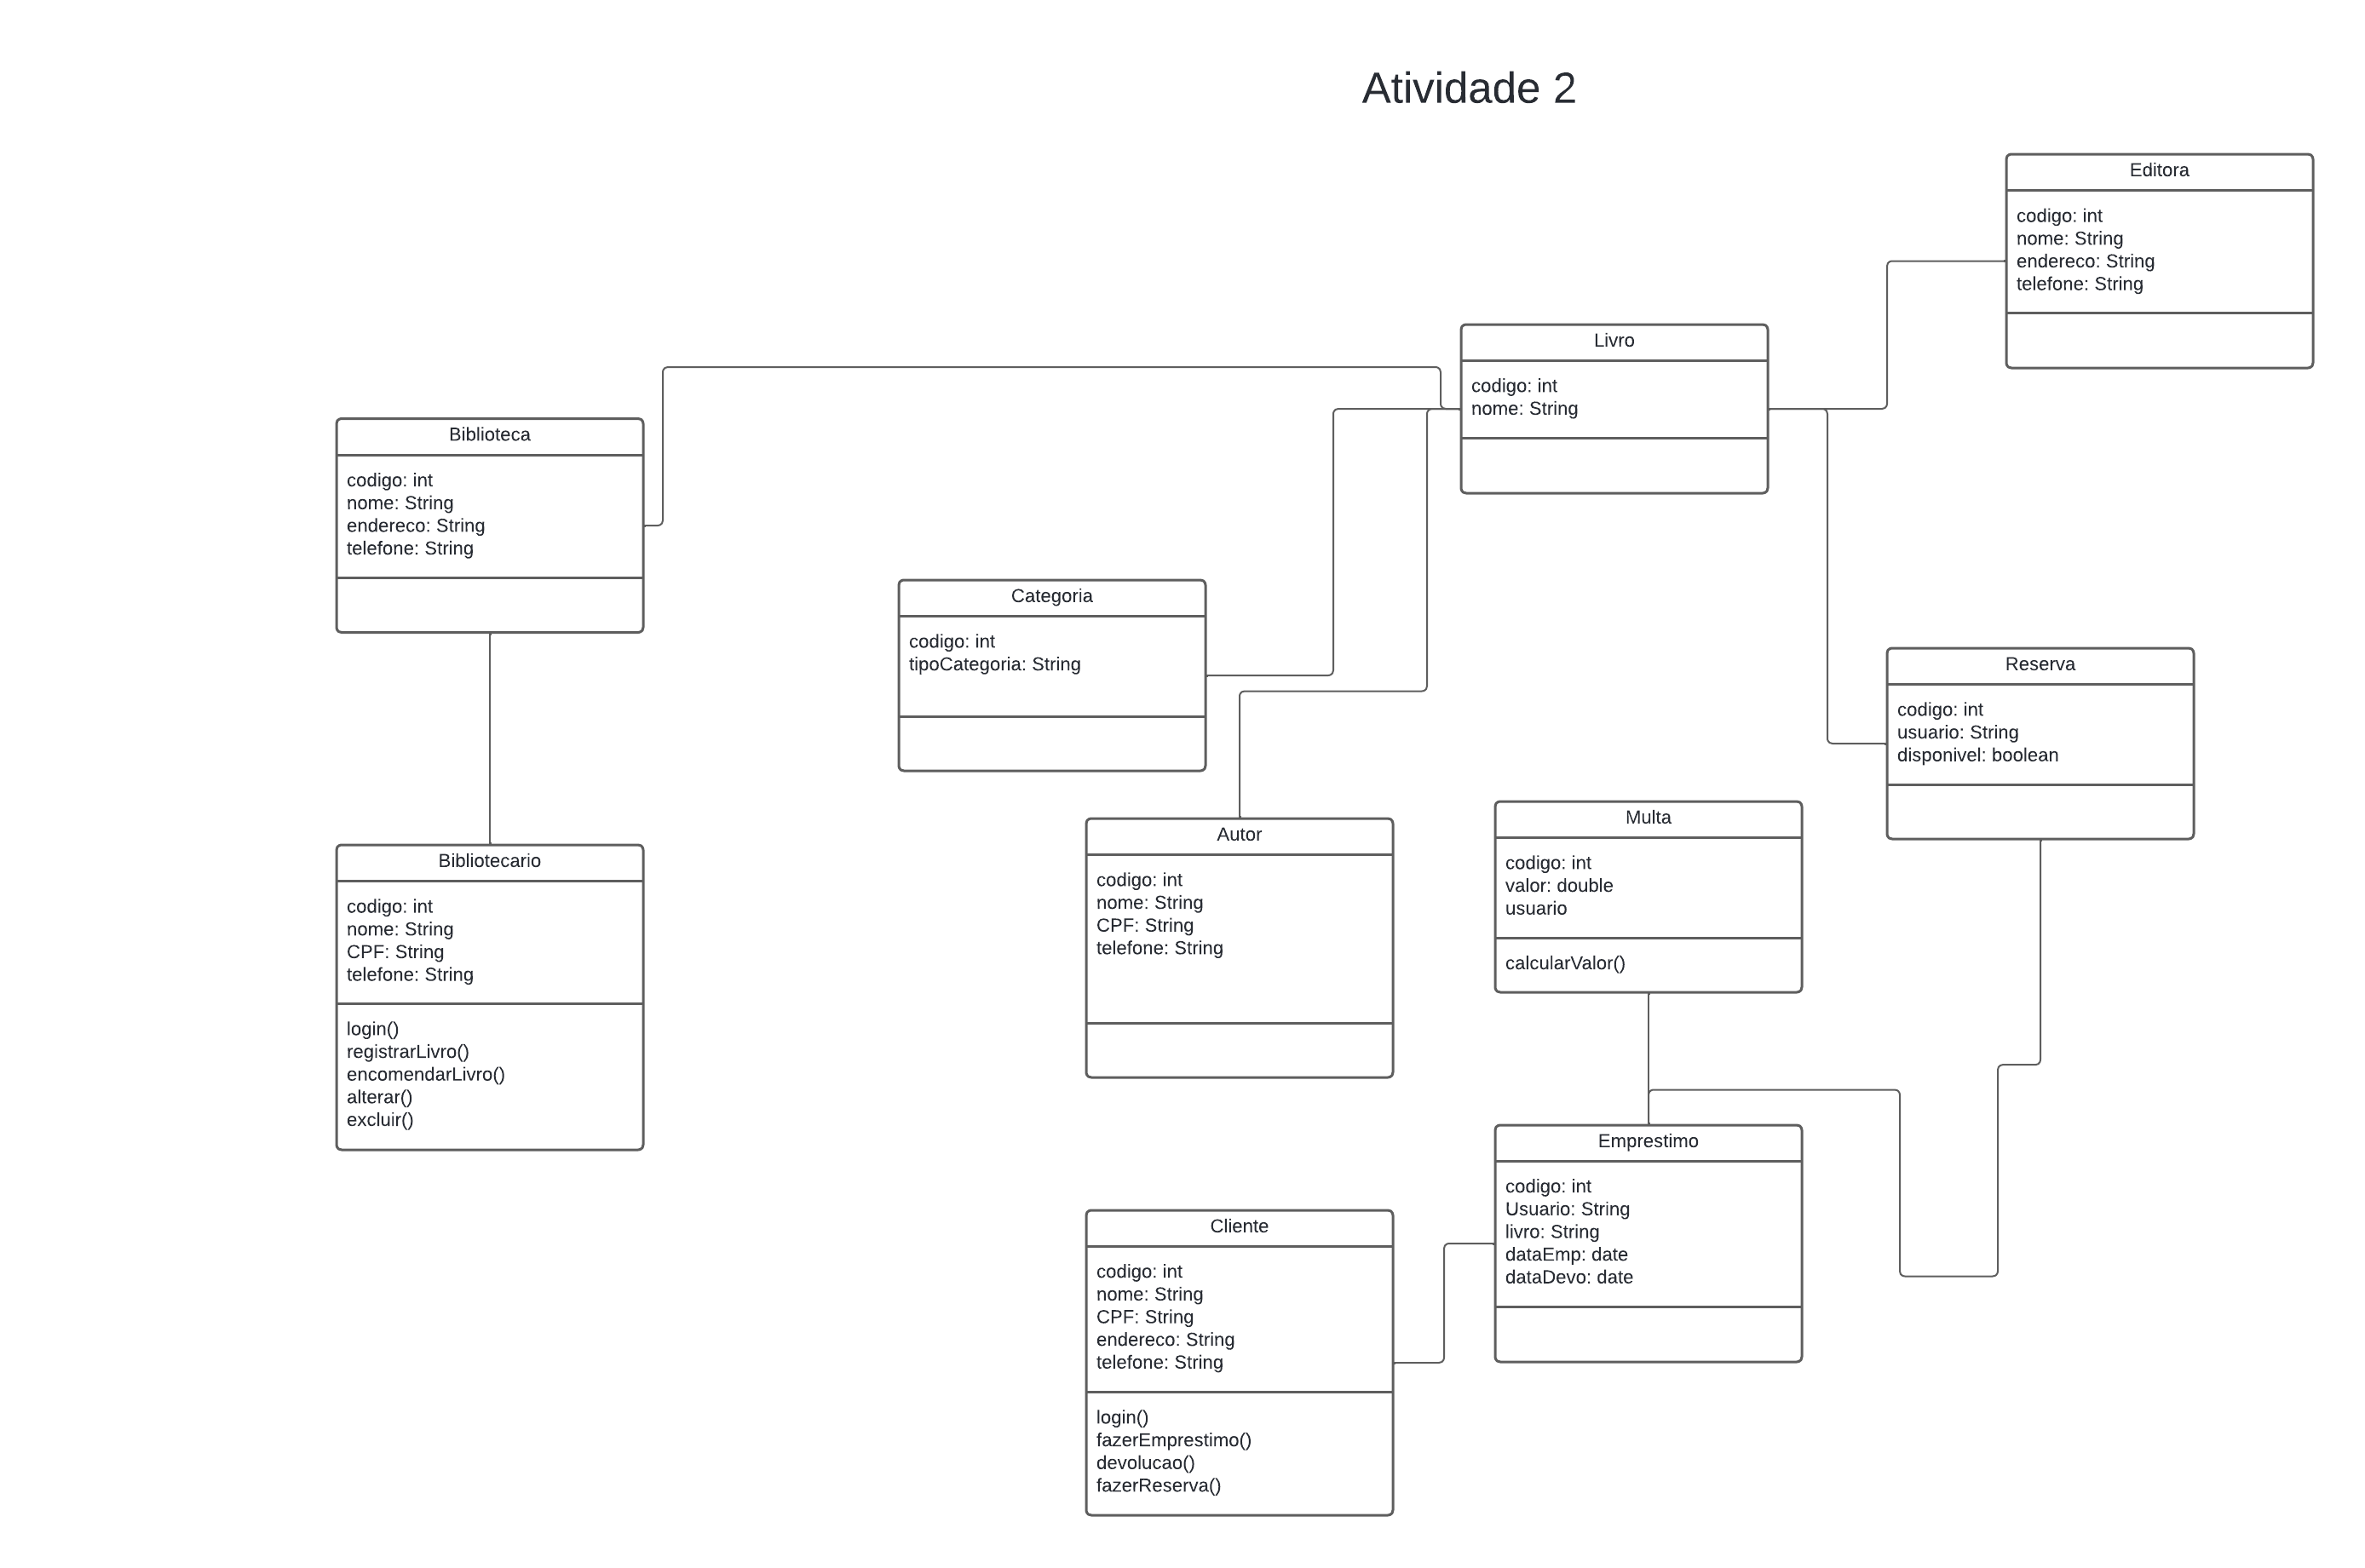 Atividade 2
Editora
codigo: int
nome: String
endereco: String
telefone: String
Livro
codigo: int
nome: String
Biblioteca
codigo: int
nome: String
endereco: String
telefone: String
Categoria
codigo: int
tipoCategoria: String
Reserva
codigo: int
usuario: String
disponivel: boolean
Multa
codigo: int
valor: double
usuario
calcularValor()
Autor
codigo: int
nome: String
CPF: String
telefone: String
Bibliotecario
codigo: int
nome: String
CPF: String
telefone: String
login()
registrarLivro()
encomendarLivro()
alterar()
excluir()
Emprestimo
codigo: int
Usuario: String
livro: String
dataEmp: date
dataDevo: date
Cliente
codigo: int
nome: String
CPF: String
endereco: String
telefone: String
login()
fazerEmprestimo()
devolucao()
fazerReserva()